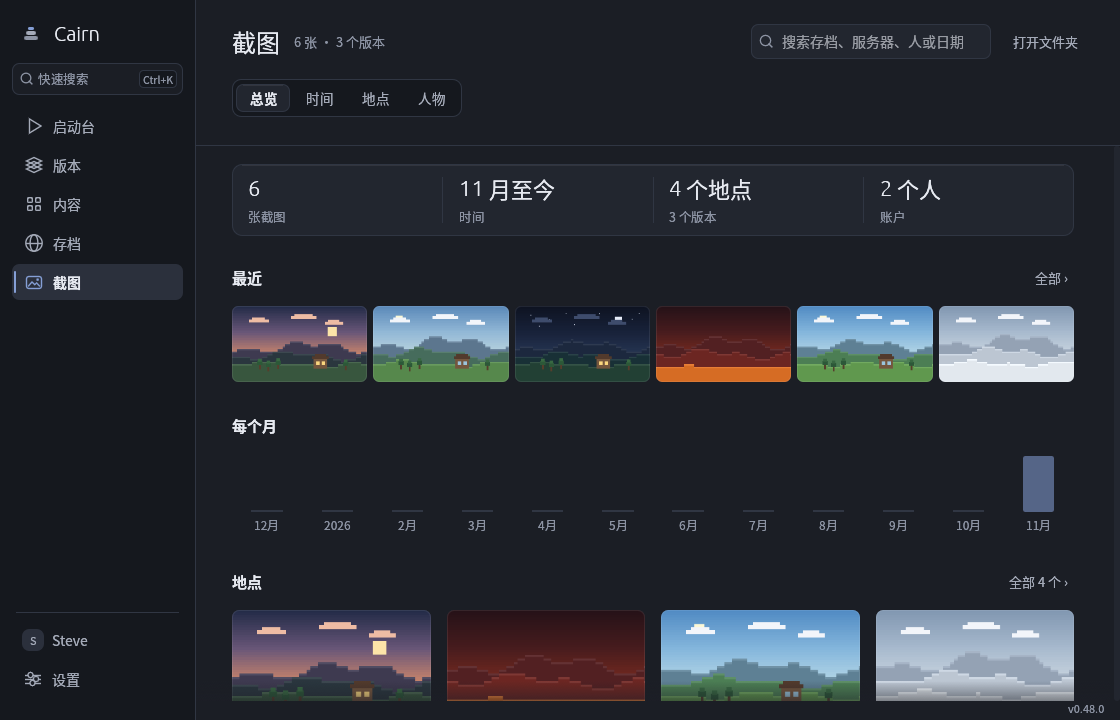 Cairn
快速搜索 Ctrl+K
启动台
版本
内容
存档
截图
S Steve
设置
截图 6 张 • 3 个版本
搜索存档、服务器、人或日期
打开文件夹
总览 时间 地点 人物
6 11 月至今 4 个地点 2 个人
张截图 时间 3 个版本 账户
最近 全部 ›
每个月
12月 2026 2月 3月 4月 5月 6月 7月 8月 9月 10月 11月
地点 全部 4 个 ›
v0.48.0